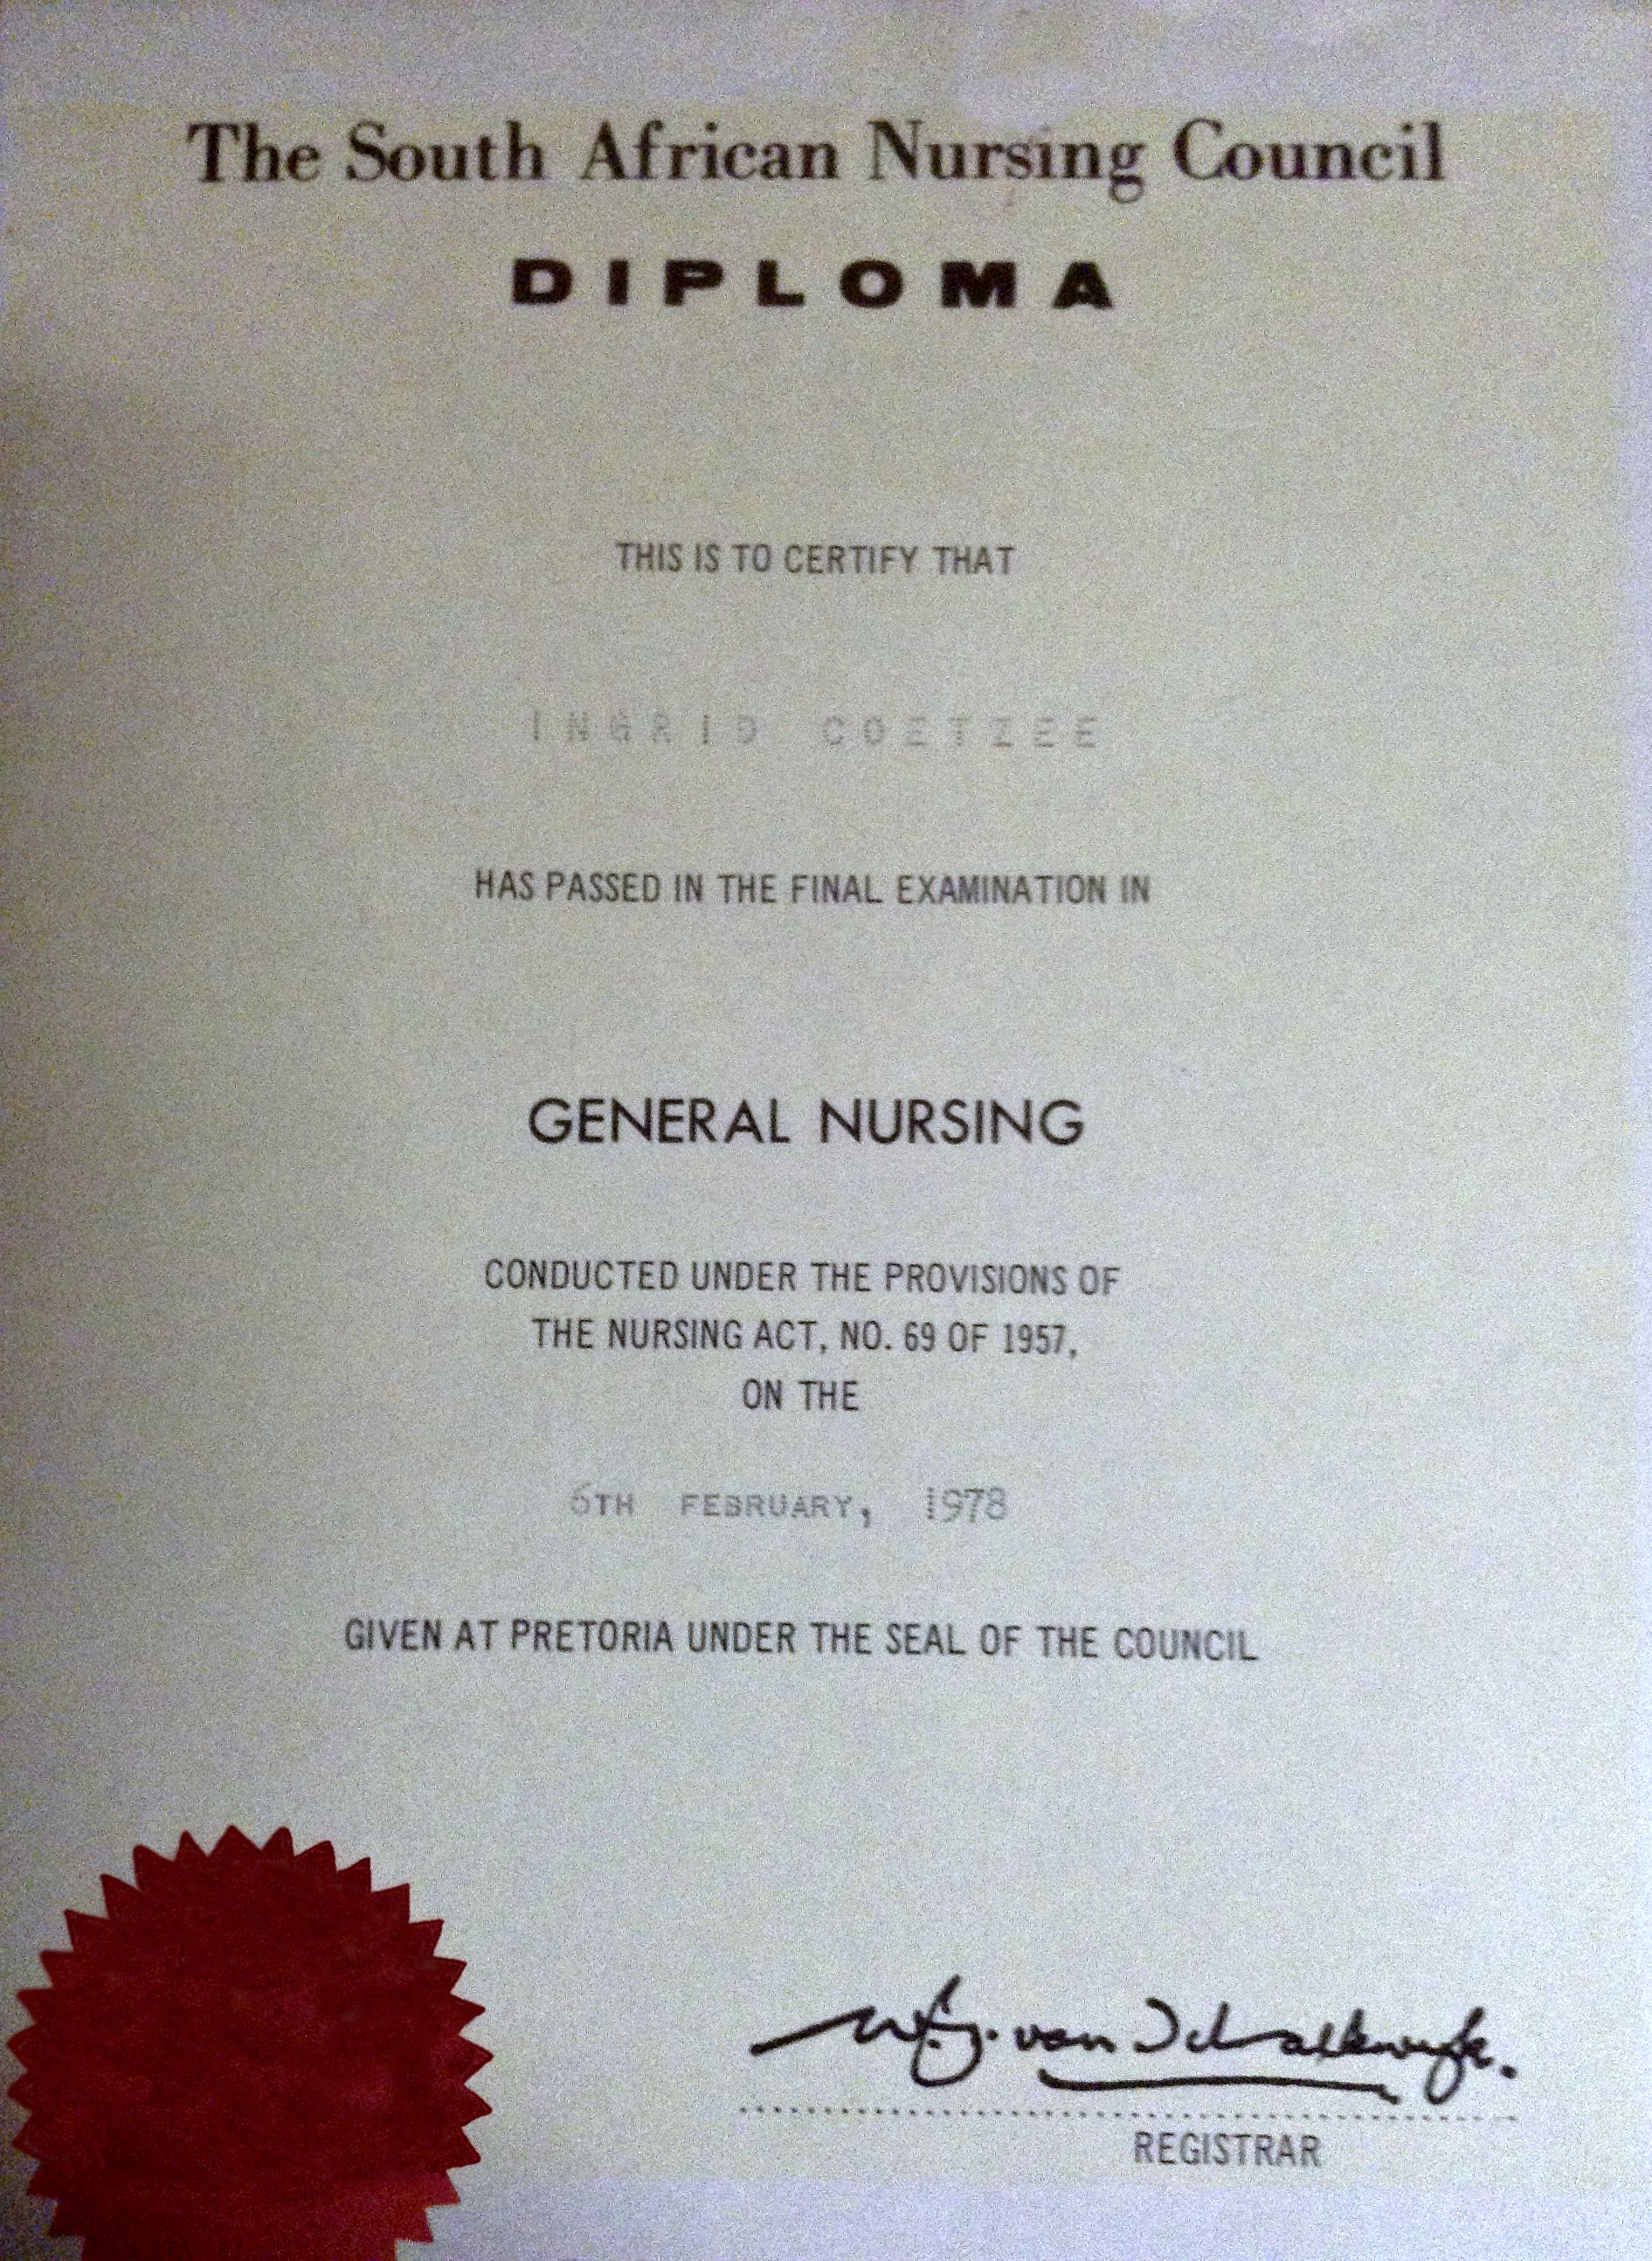 The South African Nursing Council
DIPLOMA
THIS IS TO CERTIFY THAT
INGRID COETZEE
HAS PASSED IN THE FINAL EXAMINATION IN
GENERAL NURSING
CONDUCTED UNDER THE PROVISIONS OF
THE NURSING ACT, NO. 69 OF 1957,
ON THE
6TH FEBRUARY, 1978
GIVEN AT PRETORIA UNDER THE SEAL OF THE COUNCIL
van Schalkwyk.
REGISTRAR